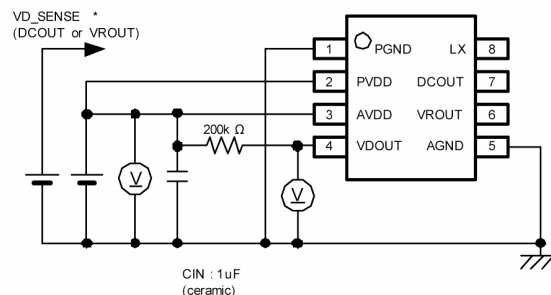 VD_SENSE *
(DCOUT or VROUT)
1 PGND LX 8
2 PVDD DCOUT 7
3 AVDD VROUT 6
200k Ω
4 VDOUT AGND 5
V
V
CIN : 1uF
(ceramic)